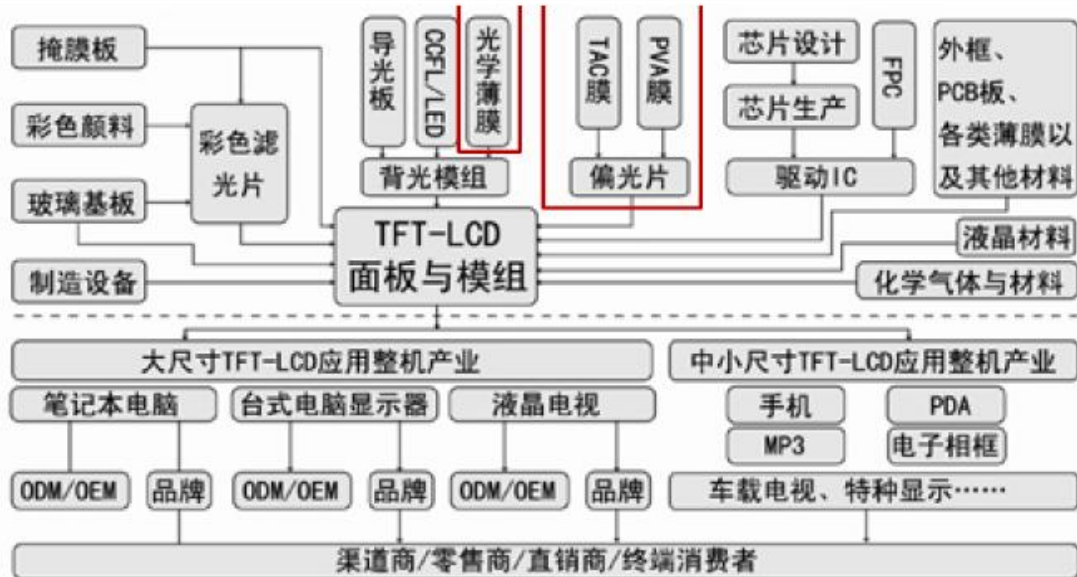 掩膜板
彩色颜料
玻璃基板
制造设备
彩色滤
光片
导光板
CCFL/LED
光学薄膜
背光模组
TAC膜
PVA膜
偏光片
芯片设计
芯片生产
FPC
驱动IC
外框、
PCB板、
各类薄膜以
及其他材料
液晶材料
化学气体与材料
TFT-LCD
面板与模组
大尺寸TFT-LCD应用整机产业
中小尺寸TFT-LCD应用整机产业
笔记本电脑
台式电脑显示器
液晶电视
手机
PDA
MP3
电子相框
ODM/OEM
品牌
ODM/OEM
品牌
ODM/OEM
品牌
车载电视、特种显示……
渠道商/零售商/直销商/终端消费者